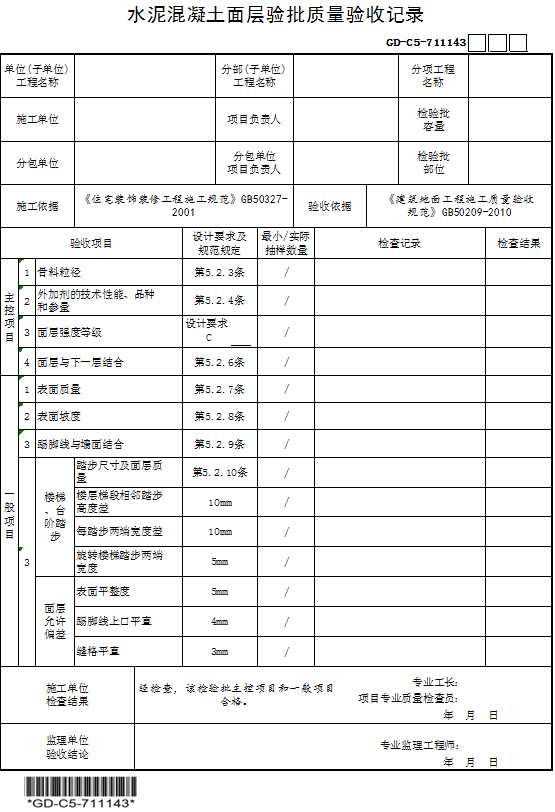 水泥混凝土面层验批质量验收记录
GD-C5-711143
单位(子单位)
工程名称
分部(子单位)
工程名称
分项工程
名称
施工单位
项目负责人
检验批
容量
分包单位
分包单位
项目负责人
检验批
部位
施工依据
《住宅装饰装修工程施工规范》GB50327-
2001
验收依据
《建筑地面工程施工质量验收
规范》GB50209-2010
验收项目
设计要求及
规范规定
最小/实际
抽样数量
检查记录
检查结果
主控项目
1
骨料粒径
第5.2.3条
/
2
外加剂的技术性能、品种
和参量
第5.2.4条
/
3
面层强度等级
设计要求
C
/
4
面层与下一层结合
第5.2.6条
/
一般项目
1
表面质量
第5.2.7条
/
2
表面坡度
第5.2.8条
/
3
踢脚线与墙面结合
第5.2.9条
/
3
楼梯
、台
阶踏
步
踏步尺寸及面层质
量
第5.2.10条
/
楼层梯段相邻踏步
高度差
10mm
/
每踏步两端宽度差
10mm
/
旋转楼梯踏步两端
宽度
5mm
/
面层
允许
偏差
表面平整度
5mm
/
踢脚线上口平直
4mm
/
缝格平直
3mm
/
施工单位
检查结果
经检查，该检验批主控项目和一般项目
合格。
专业工长：
项目专业质量检查员：
年 月 日
监理单位
验收结论
专业监理工程师：
年 月 日
*GD-C5-711143*